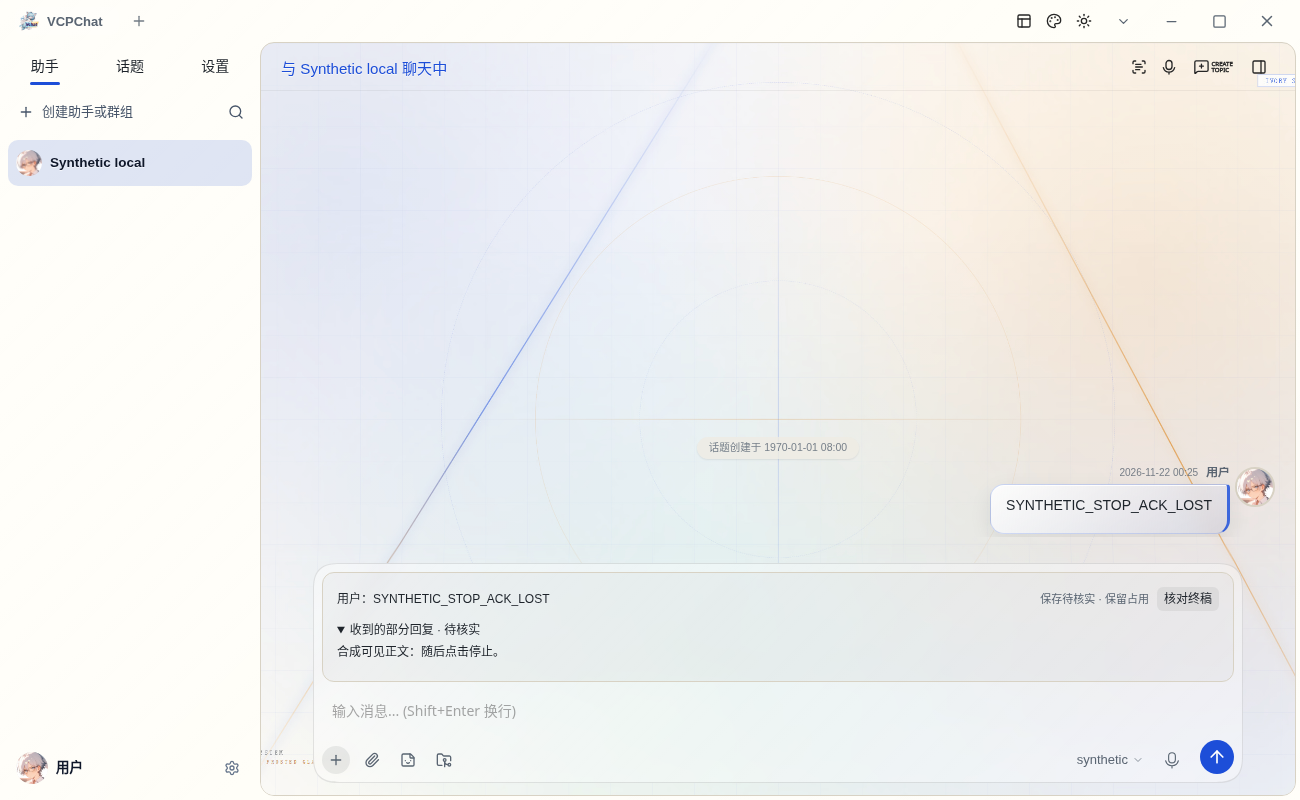 VCPChat
助手 话题 设置
创建助手或群组
Synthetic local
用户
与 Synthetic local 聊天中
CREATE
TOPIC
话题创建于 1970-01-01 08:00
2026-11-22 00:25 用户
SYNTHETIC_STOP_ACK_LOST
用户：SYNTHETIC_STOP_ACK_LOST
保存待核实 · 保留占用 核对终稿
▼ 收到的部分回复 · 待核实
合成可见正文：随后点击停止。
输入消息... (Shift+Enter 换行)
synthetic